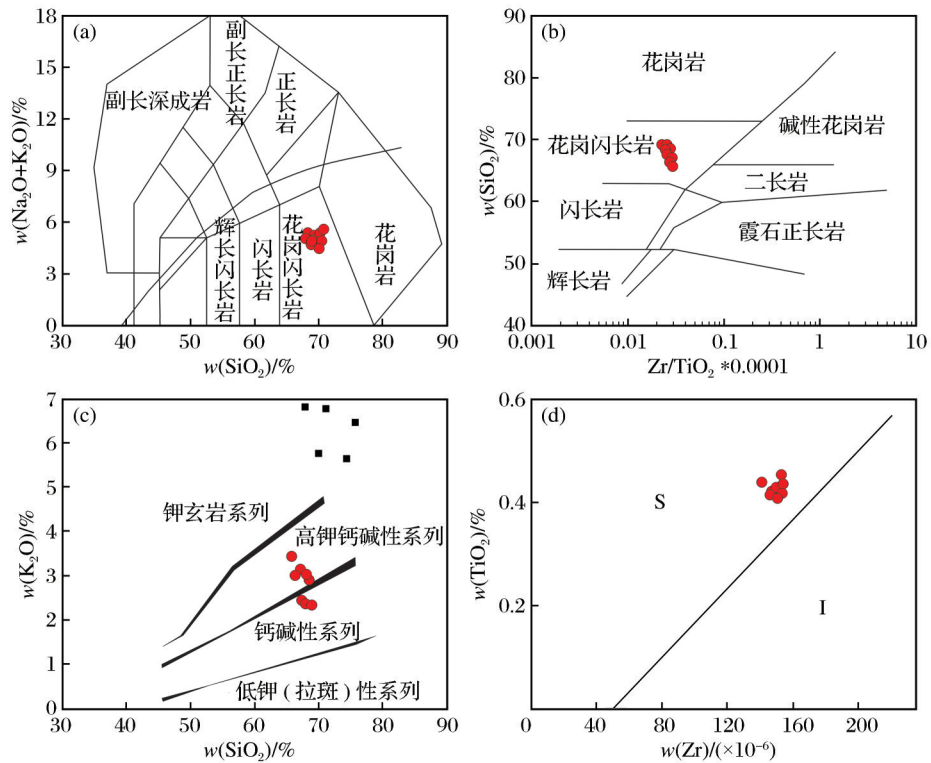 (a)
18
15
12
9
6
3
0
w(Na₂O+K₂O)/%
副长深成岩
副长正长岩
正长岩
辉长闪长岩
闪长岩
花岗闪长岩
花岗岩
30 40 50 60 70 80 90
w(SiO₂)/%
(b)
90
80
70
60
50
40
w(SiO₂)/%
花岗岩
碱性花岗岩
花岗闪长岩
二长岩
闪长岩
霞石正长岩
辉长岩
0.001 0.01 0.1 1 10
Zr/TiO₂ *0.0001
(c)
7
6
5
4
3
2
1
0
w(K₂O)/%
钾玄岩系列
高钾钙碱性系列
钙碱性系列
低钾(拉斑)性系列
30 40 50 60 70 80 90
w(SiO₂)/%
(d)
0.6
0.4
0.2
w(TiO₂)/%
S
I
0 40 80 120 160 200
w(Zr)/(×10⁻⁶)